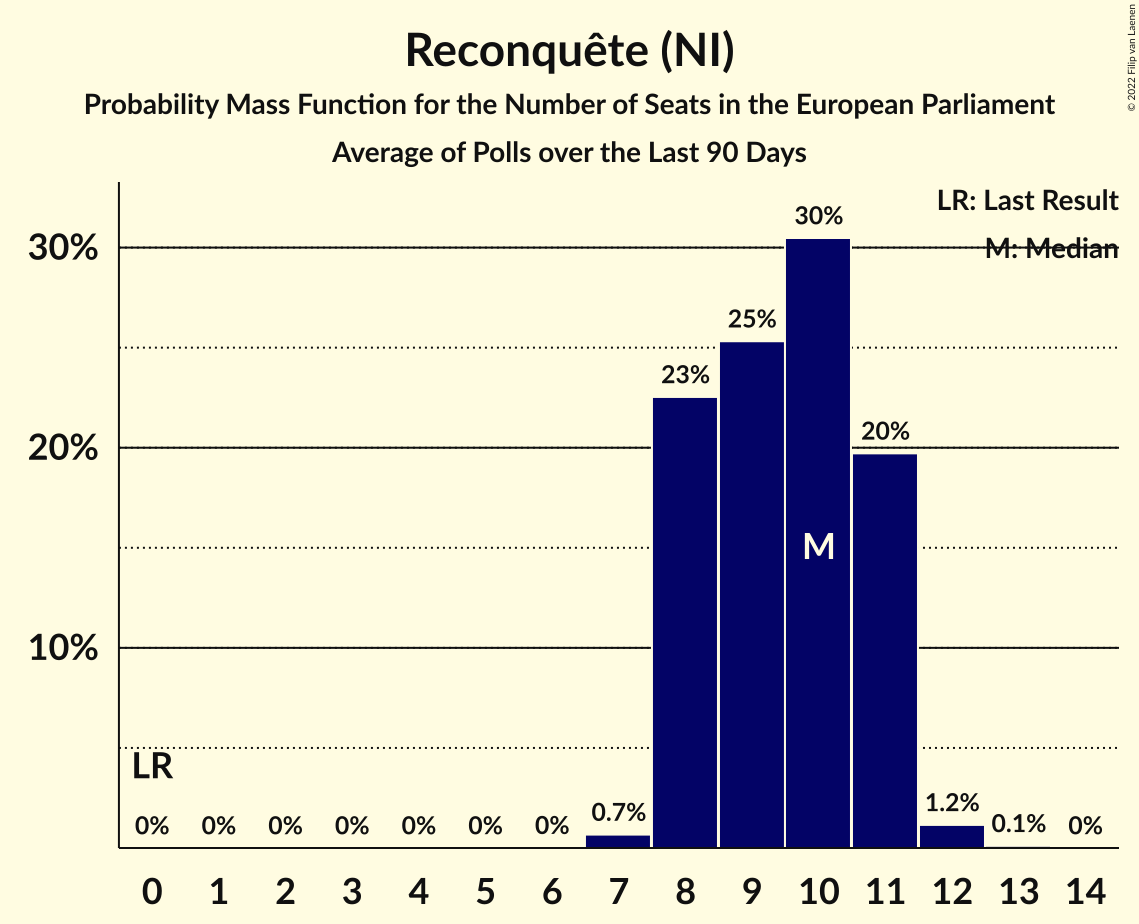 Reconquête (NI)
Probability Mass Function for the Number of Seats in the European Parliament
Average of Polls over the Last 90 Days
© 2022 Filip van Laenen
LR: Last Result
M: Median
30%
20%
10%
30%
25%
23%
20%
M
LR
0%
0%
0%
0%
0%
0%
0%
0.7%
1.2%
0.1%
0%
0 1 2 3 4 5 6 7 8 9 10 11 12 13 14